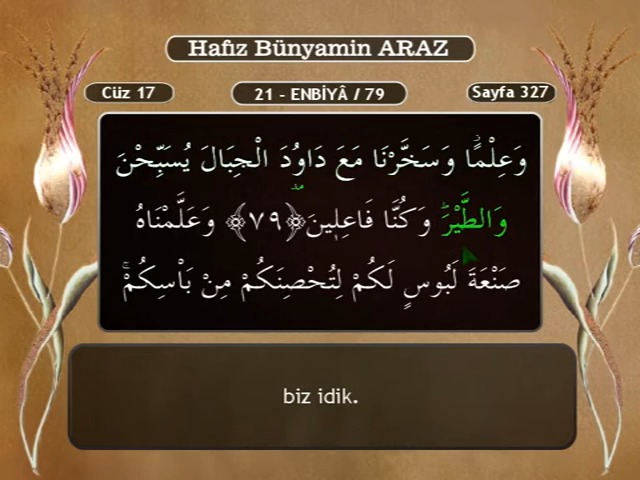 Hafız Bünyamin ARAZ
Cüz 17
21 - ENBİYÂ / 79
Sayfa 327
وَعِلْمًاۘ وَسَخَّرْنَا مَعَ دَاوُ۫دَ الْجِبَالَ يُسَبِّحْنَ
وَالطَّيْرَۜ وَكُنَّا فَاعِلٖينَ ﴿٧٩﴾ وَعَلَّمْنَاهُ
صَنْعَةَ لَبُوسٍ لَكُمْ لِتُحْصِنَكُمْ مِنْ بَاْسِكُمْۚ
biz idik.